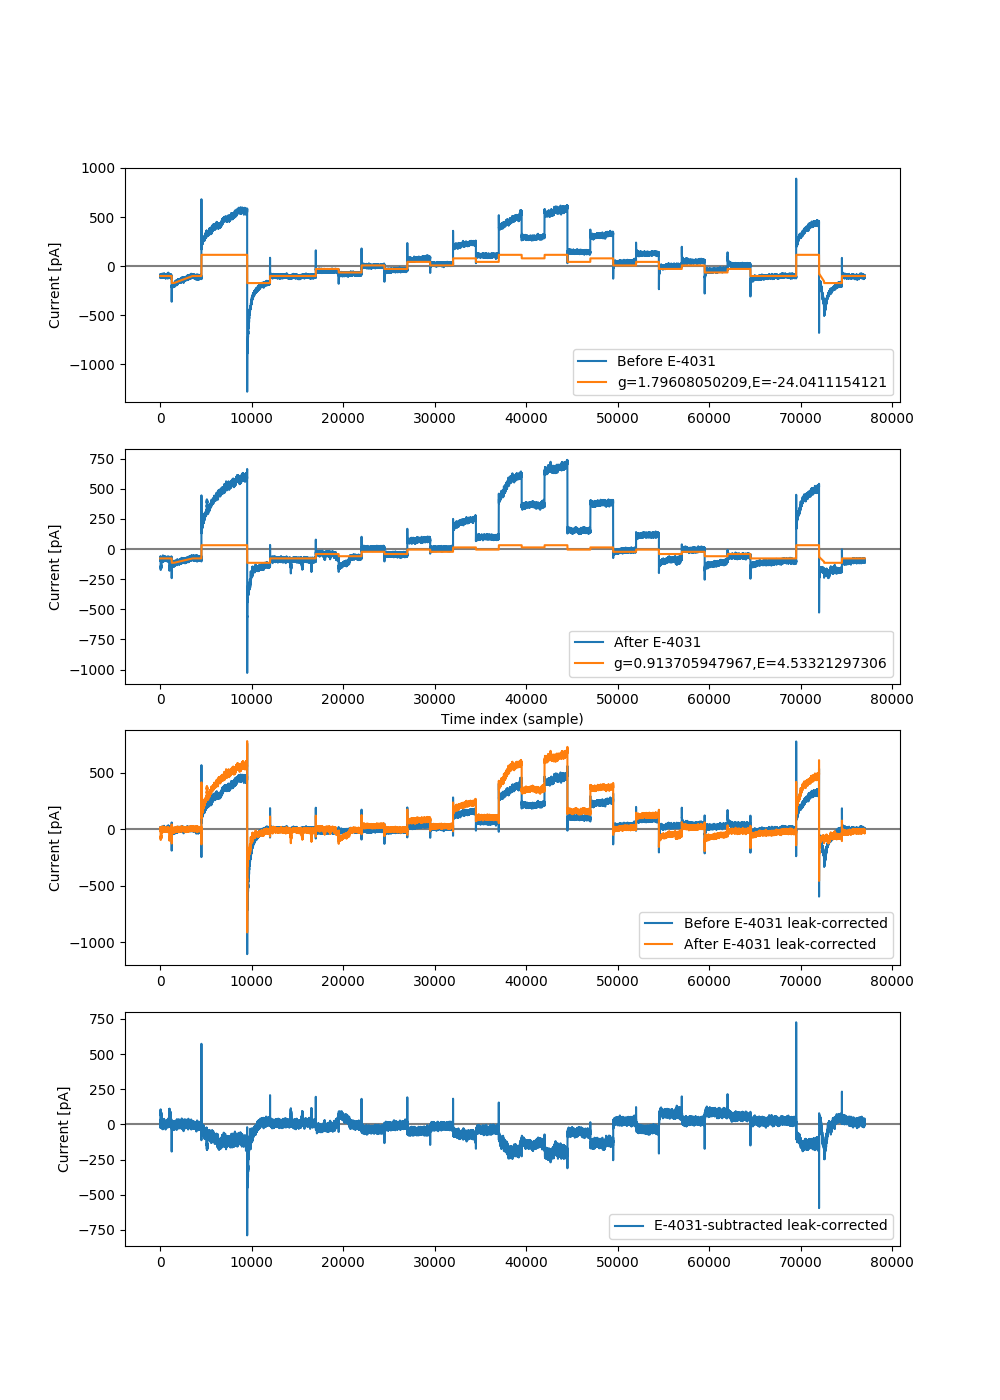 1000
500
0
−500
−1000
Current [pA]
Before E-4031
g=1.79608050209,E=-24.0411154121
0 10000 20000 30000 40000 50000 60000 70000 80000
750
500
250
0
−250
−500
−750
−1000
Current [pA]
After E-4031
g=0.913705947967,E=4.53321297306
0 10000 20000 30000 40000 50000 60000 70000 80000
Time index (sample)
500
0
−500
−1000
Current [pA]
Before E-4031 leak-corrected
After E-4031 leak-corrected
0 10000 20000 30000 40000 50000 60000 70000 80000
750
500
250
0
−250
−500
−750
Current [pA]
E-4031-subtracted leak-corrected
0 10000 20000 30000 40000 50000 60000 70000 80000